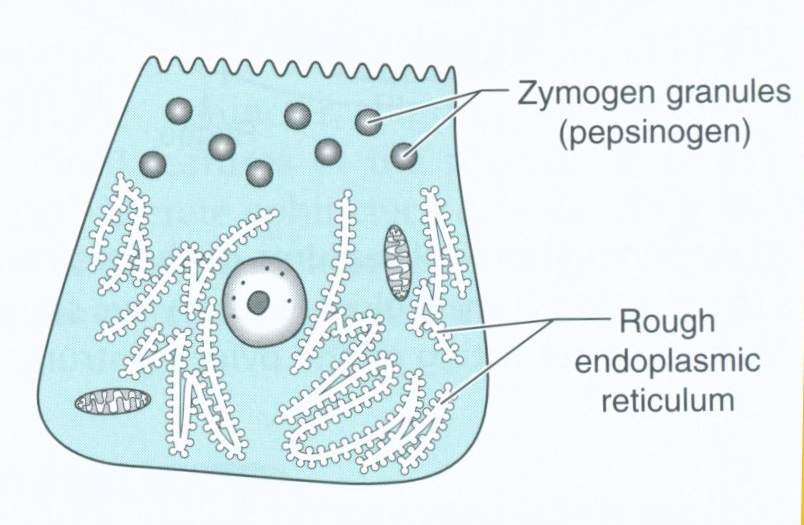 Zymogen granules
(pepsinogen)
Rough
endoplasmic
reticulum